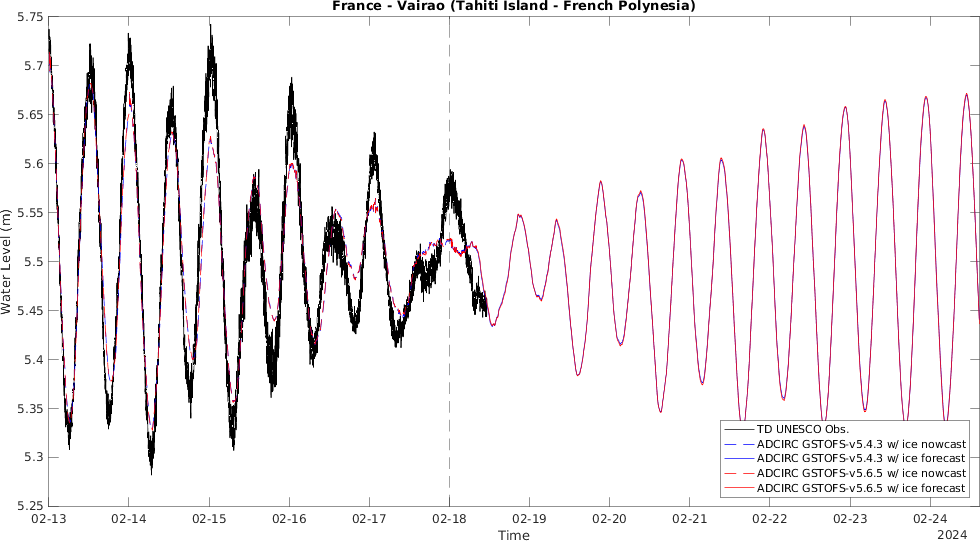 France - Vairao (Tahiti Island - French Polynesia)
5.75
5.7
5.65
5.6
5.55
5.5
5.45
5.4
5.35
5.3
5.25
Water Level (m)
TD UNESCO Obs.
ADCIRC GSTOFS-v5.4.3 w/ ice nowcast
ADCIRC GSTOFS-v5.4.3 w/ ice forecast
ADCIRC GSTOFS-v5.6.5 w/ ice nowcast
ADCIRC GSTOFS-v5.6.5 w/ ice forecast
02-13 02-14 02-15 02-16 02-17 02-18 02-19 02-20 02-21 02-22 02-23 02-24
Time
2024